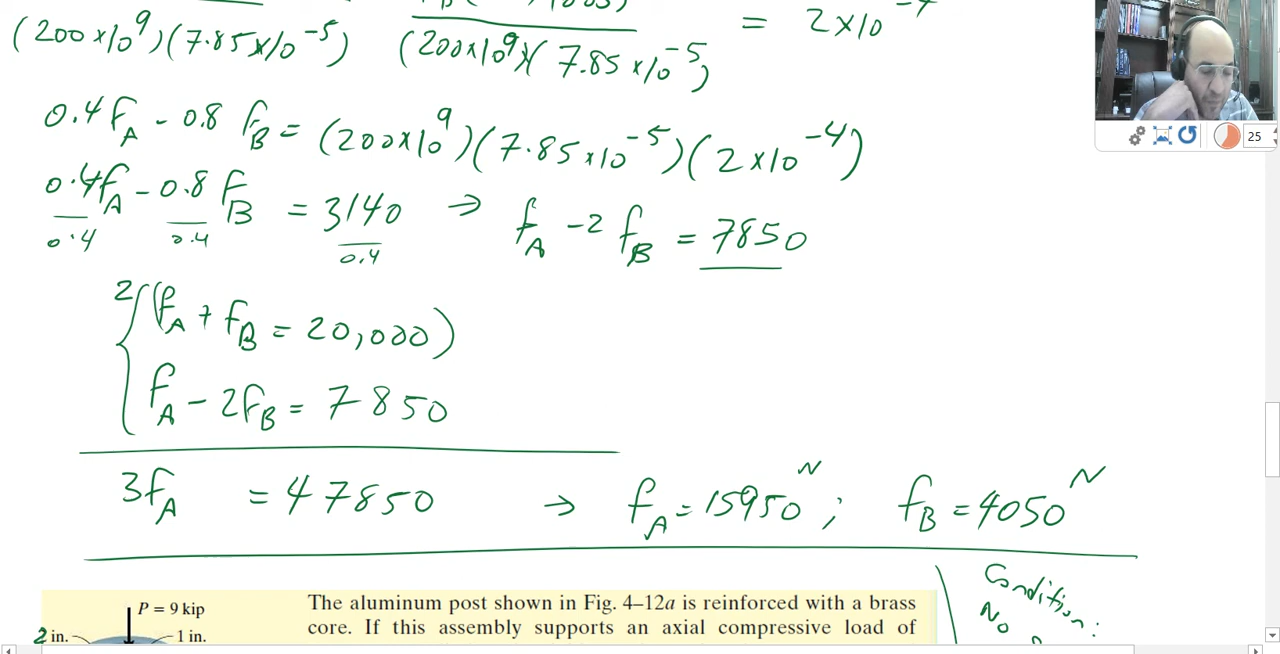 (200×10⁹)(7.85×10⁻⁵) (200×10⁹)(7.85×10⁻⁵) = 2×10⁻⁴
0.4F_A - 0.8 F_B = (200×10⁹)(7.85×10⁻⁵)(2×10⁻⁴)
0.4F_A - 0.8 F_B = 3140 ⇒ F_A - 2 F_B = 7850
0.4 0.4 0.4
2 (F_A + F_B = 20,000)
F_A - 2F_B = 7850
3F_A = 47850 ⇒ F_A = 15950 N ; F_B = 4050 N
Condition:
No
P = 9 kip
2 in. 1 in.
The aluminum post shown in Fig. 4–12a is reinforced with a brass
core. If this assembly supports an axial compressive load of
25